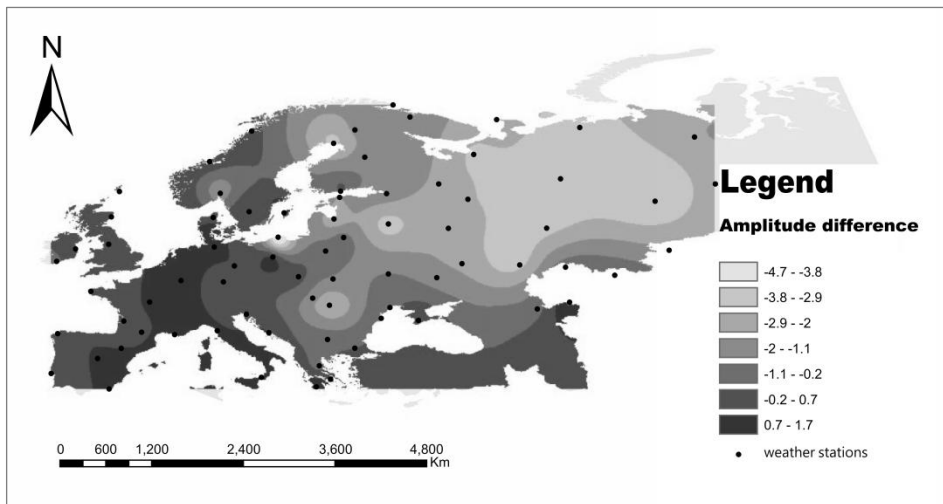 N
Legend
Amplitude difference
-4.7 - -3.8
-3.8 - -2.9
-2.9 - -2
-2 - -1.1
-1.1 - -0.2
-0.2 - 0.7
0.7 - 1.7
weather stations
0 600 1,200 2,400 3,600 4,800
Km